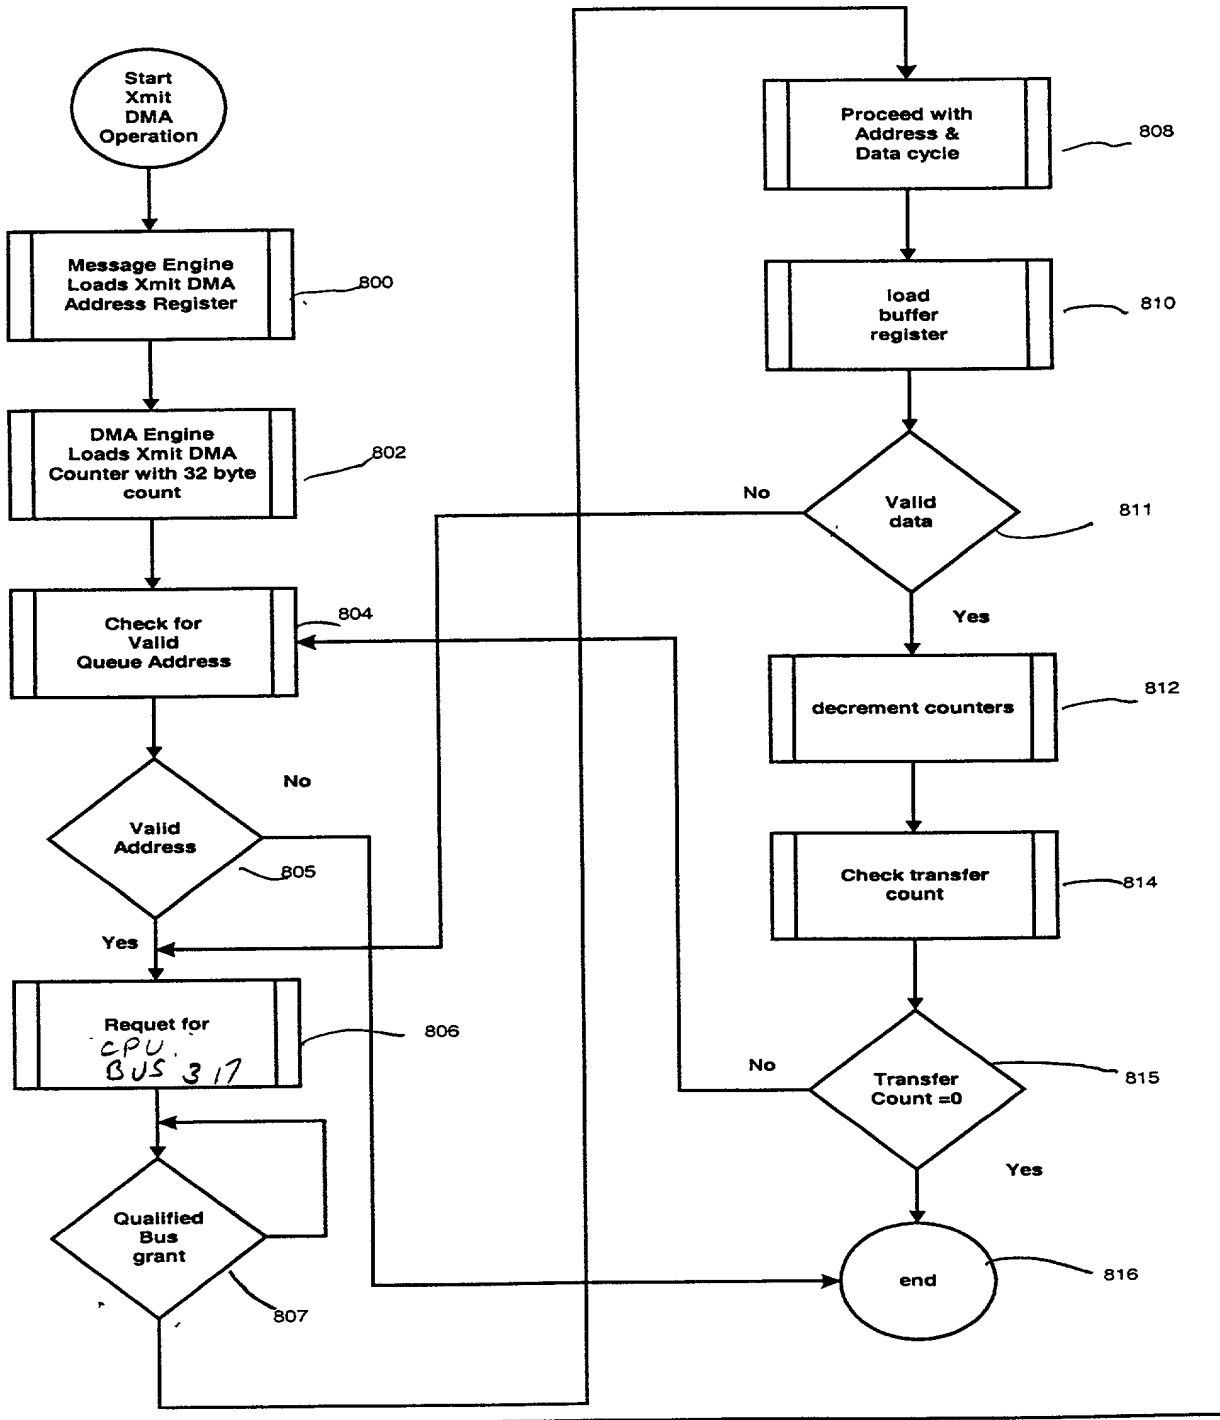 Start
Xmit
DMA
Operation
Message Engine
Loads Xmit DMA
Address Register
800
DMA Engine
Loads Xmit DMA
Counter with 32 byte
count
802
Check for
Valid
Queue Address
804
Valid
Address
No
805
Yes
Requet for
CPU
BUS 317
806
Qualified
Bus
grant
807
Proceed with
Address &
Data cycle
808
load
buffer
register
810
Valid
data
No
811
Yes
decrement counters
812
Check transfer
count
814
Transfer
Count =0
No
815
Yes
end
816